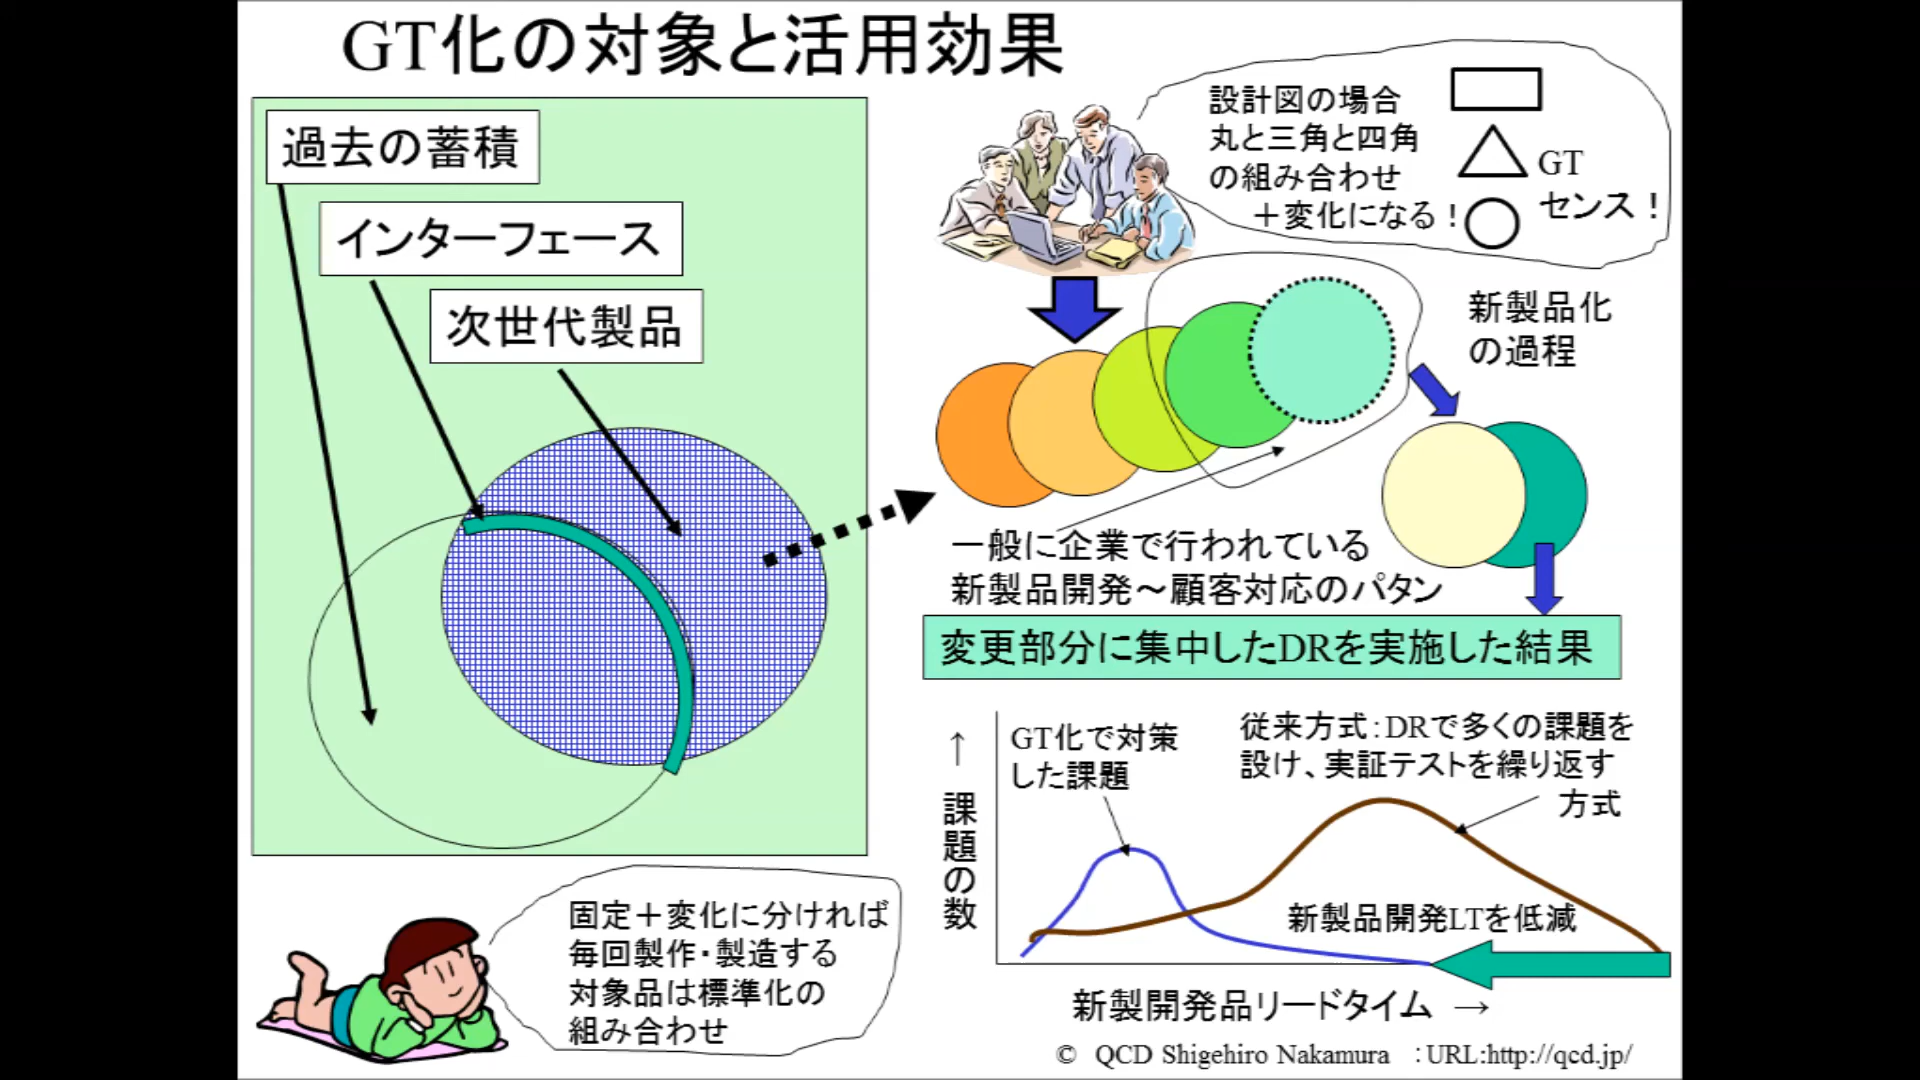 GT化の対象と活用効果
過去の蓄積
インターフェース
次世代製品
設計図の場合
丸と三角と四角
の組み合わせ
＋変化になる！
GT
センス！
新製品化
の過程
一般に企業で行われている
新製品開発～顧客対応のパタン
変更部分に集中したDRを実施した結果
↑
課題の数
GT化で対策
した課題
従来方式：DRで多くの課題を
設け、実証テストを繰り返す
方式
新製品開発LTを低減
新製開発品リードタイム →
固定＋変化に分ければ
毎回製作・製造する
対象品は標準化の
組み合わせ
© QCD Shigehiro Nakamura ：URL:http://qcd.jp/